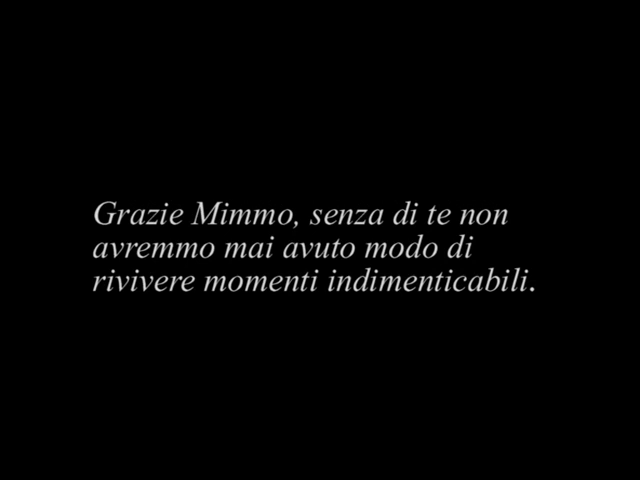 Grazie Mimmo, senza di te non
avremmo mai avuto modo di
rivivere momenti indimenticabili.